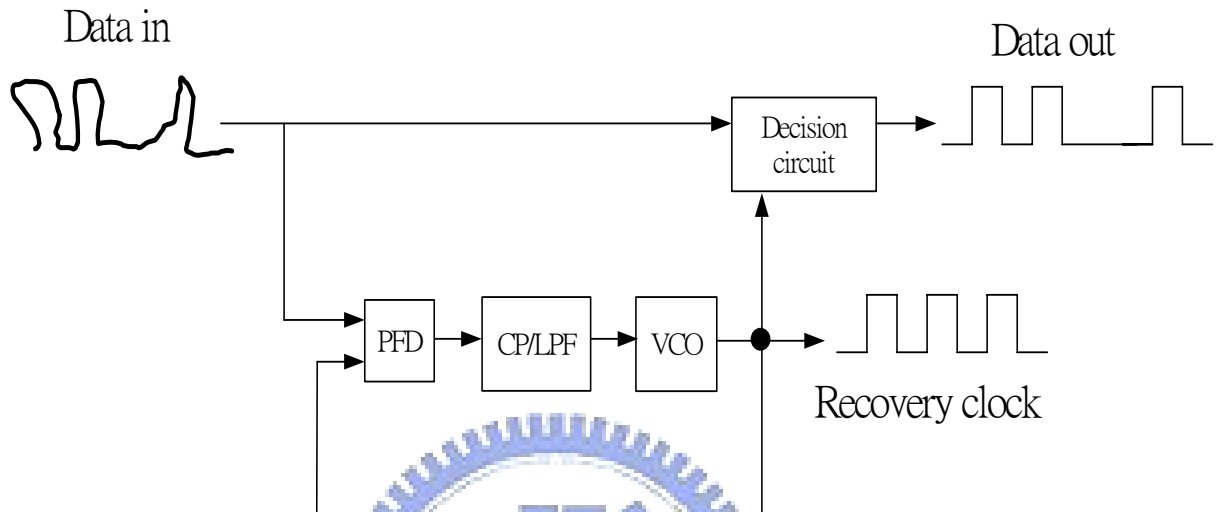 Data in
Data out
Decision
circuit
PFD
CP/LPF
VCO
Recovery clock